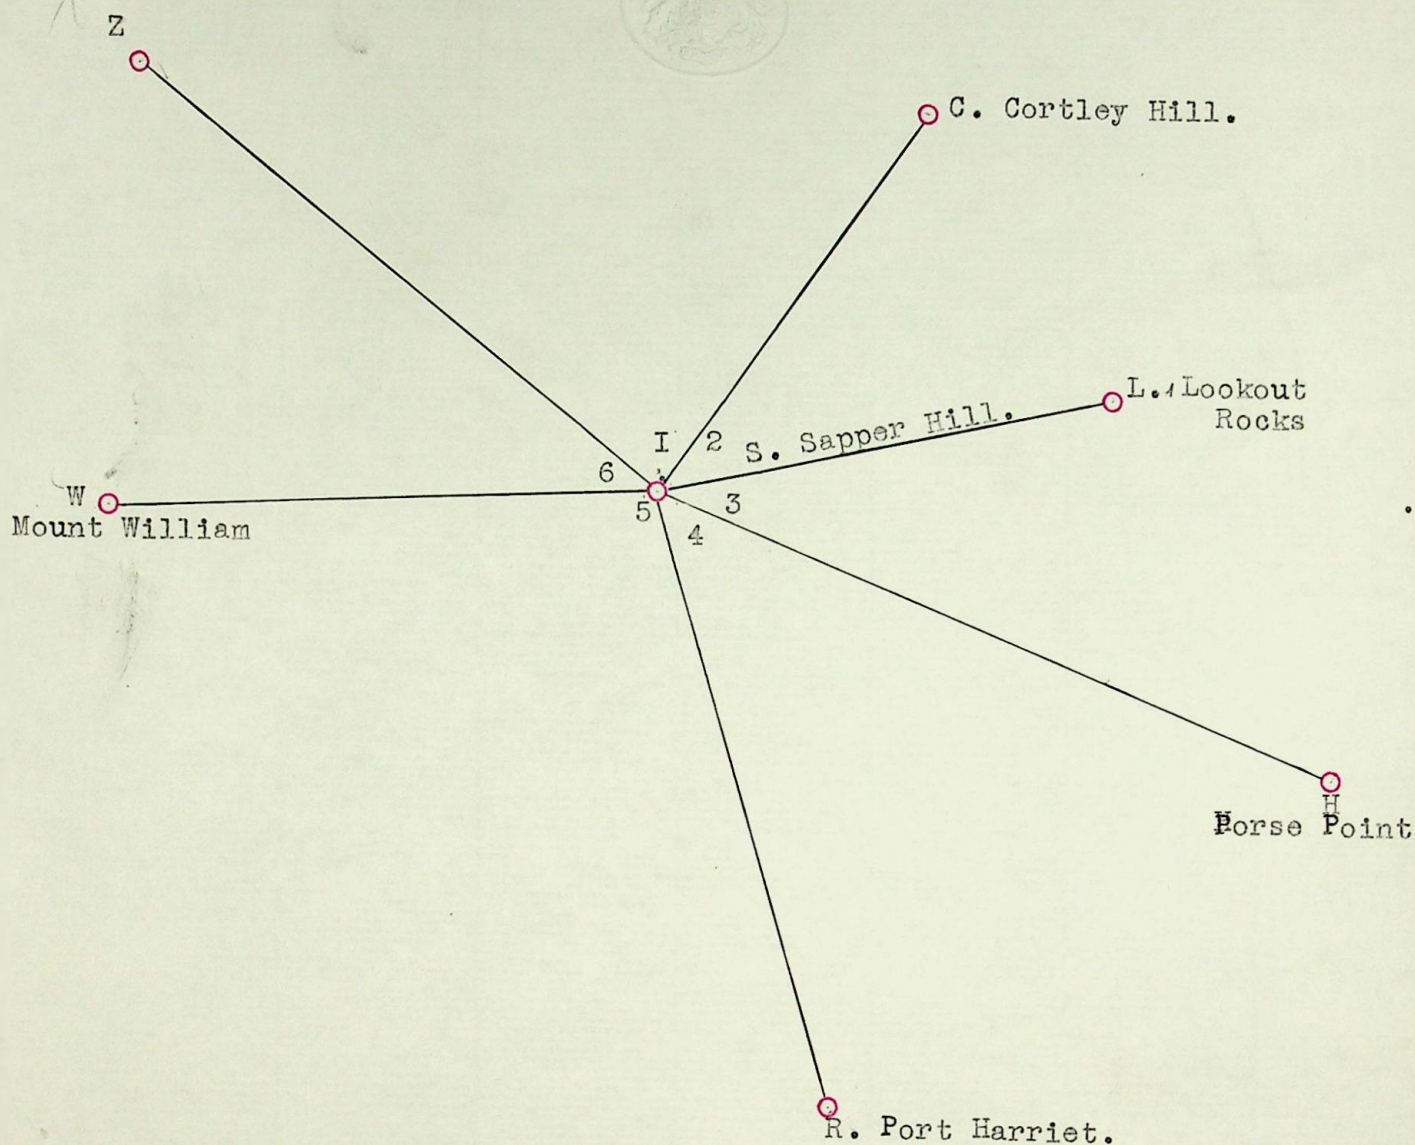 Z
C. Cortley Hill.
L. Lookout
Rocks
S. Sapper Hill.
I
2
6
3
5
4
W
Mount William
H
Horse Point
R. Port Harriet.